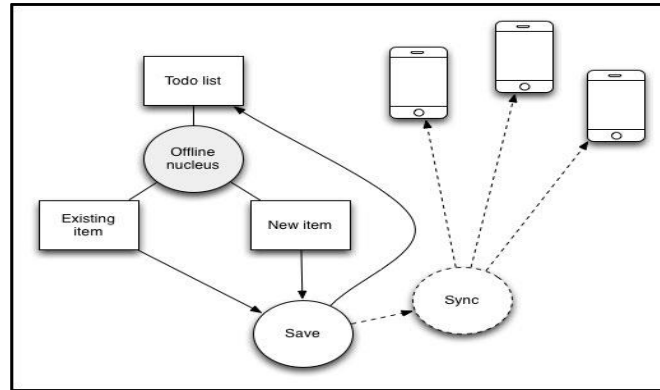 Todo list
Offline
nucleus
Existing
item
New item
Save
Sync